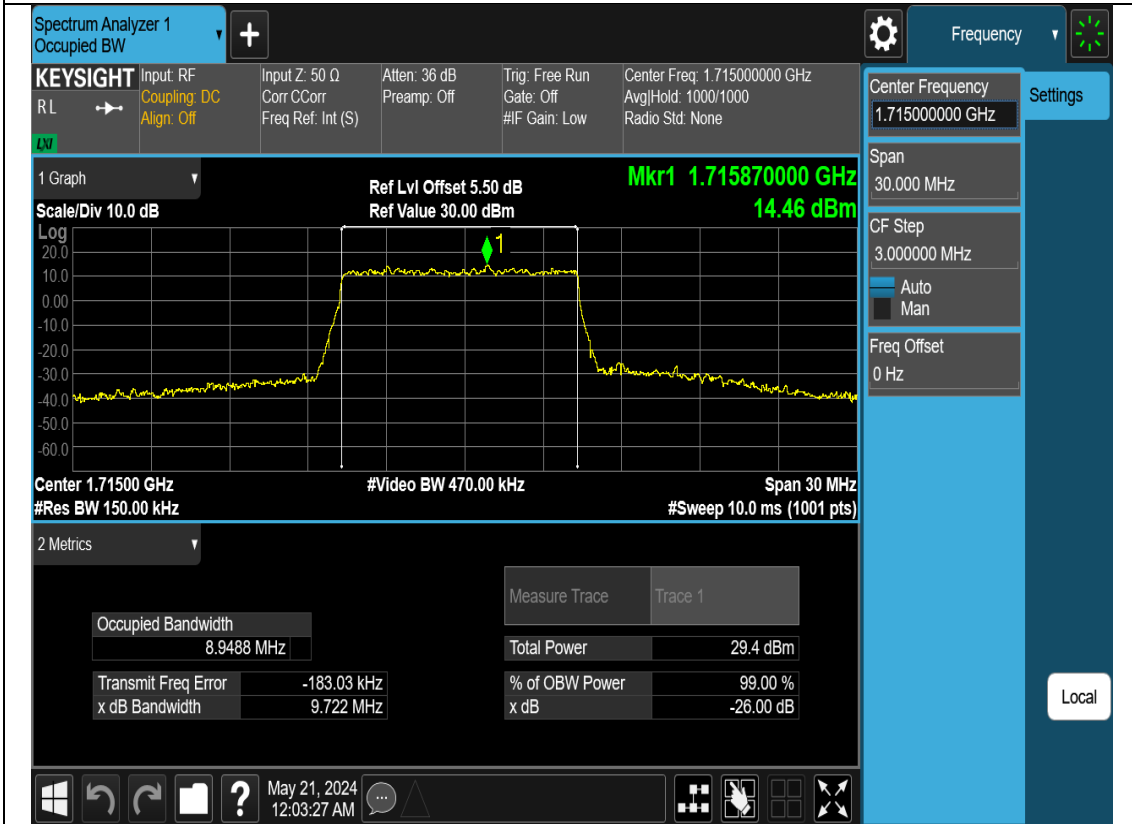 Spectrum Analyzer 1
Occupied BW
+
Frequency
KEYSIGHT
RL
LXI
Input: RF
Coupling: DC
Align: Off
Input Z: 50 Ω
Corr CCorr
Freq Ref: Int (S)
Atten: 36 dB
Preamp: Off
Trig: Free Run
Gate: Off
#IF Gain: Low
Center Freq: 1.715000000 GHz
Avg|Hold: 1000/1000
Radio Std: None
Center Frequency
1.715000000 GHz
Settings
Span
30.000 MHz
CF Step
3.000000 MHz
Auto
Man
Freq Offset
0 Hz
1 Graph
Scale/Div 10.0 dB
Ref Lvl Offset 5.50 dB
Ref Value 30.00 dBm
Mkr1 1.715870000 GHz
14.46 dBm
Log
1
20.0
10.0
0.00
-10.0
-20.0
-30.0
-40.0
-50.0
-60.0
Center 1.71500 GHz
#Video BW 470.00 kHz
Span 30 MHz
#Res BW 150.00 kHz
#Sweep 10.0 ms (1001 pts)
2 Metrics
Measure Trace Trace 1
Occupied Bandwidth
8.9488 MHz
Total Power 29.4 dBm
Transmit Freq Error -183.03 kHz
% of OBW Power 99.00 %
x dB Bandwidth 9.722 MHz
x dB -26.00 dB
Local
?
May 21, 2024
12:03:27 AM